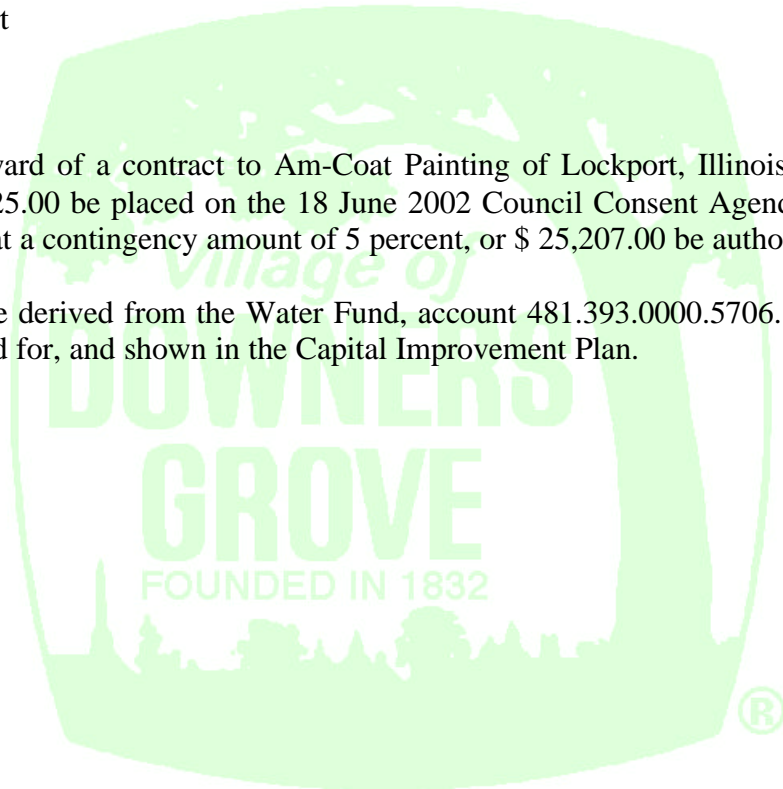 t
ward of a contract to Am-Coat Painting of Lockport, Illinois
25.00 be placed on the 18 June 2002 Council Consent Agend
at a contingency amount of 5 percent, or $ 25,207.00 be autho
Village of
e derived from the Water Fund, account 481.393.0000.5706.
d for, and shown in the Capital Improvement Plan.
DOWNERS
GROVE
FOUNDED IN 1832
®